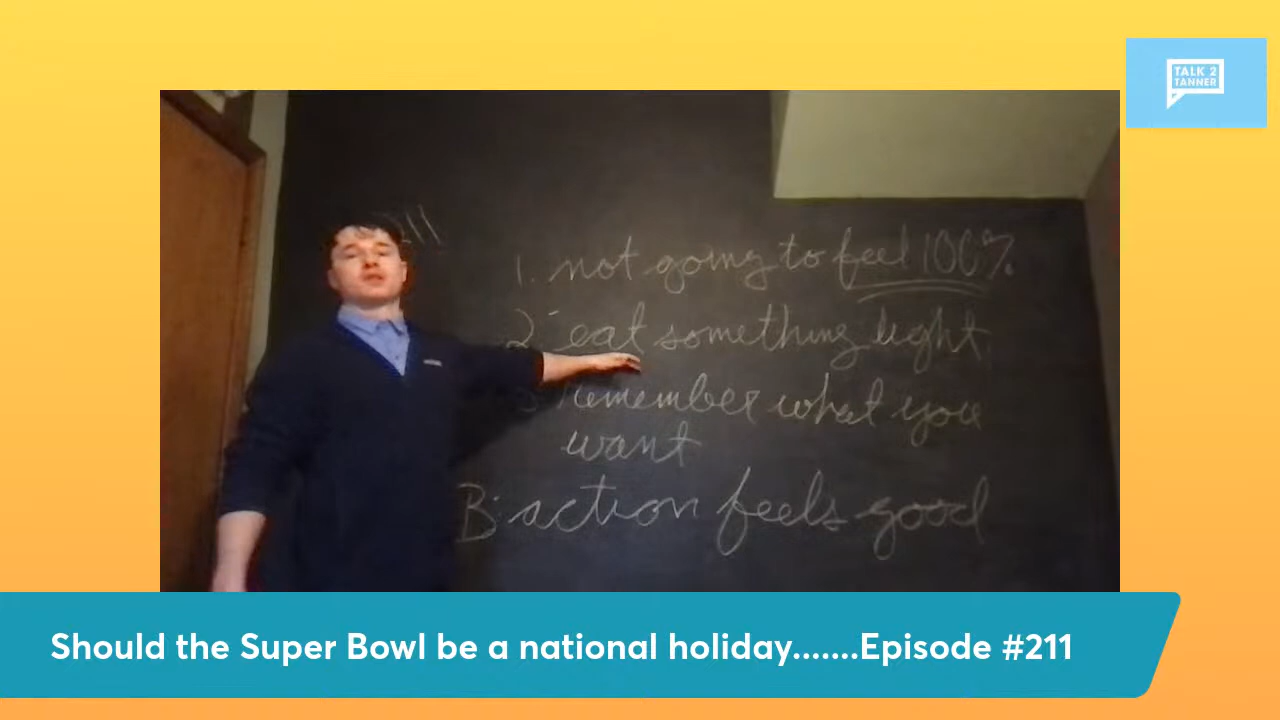 TALK 2
TANNER
211
1. not going to feel 100%
2. eat something light
3 remember what you
want
B: action feels good
Should the Super Bowl be a national holiday.......Episode #211